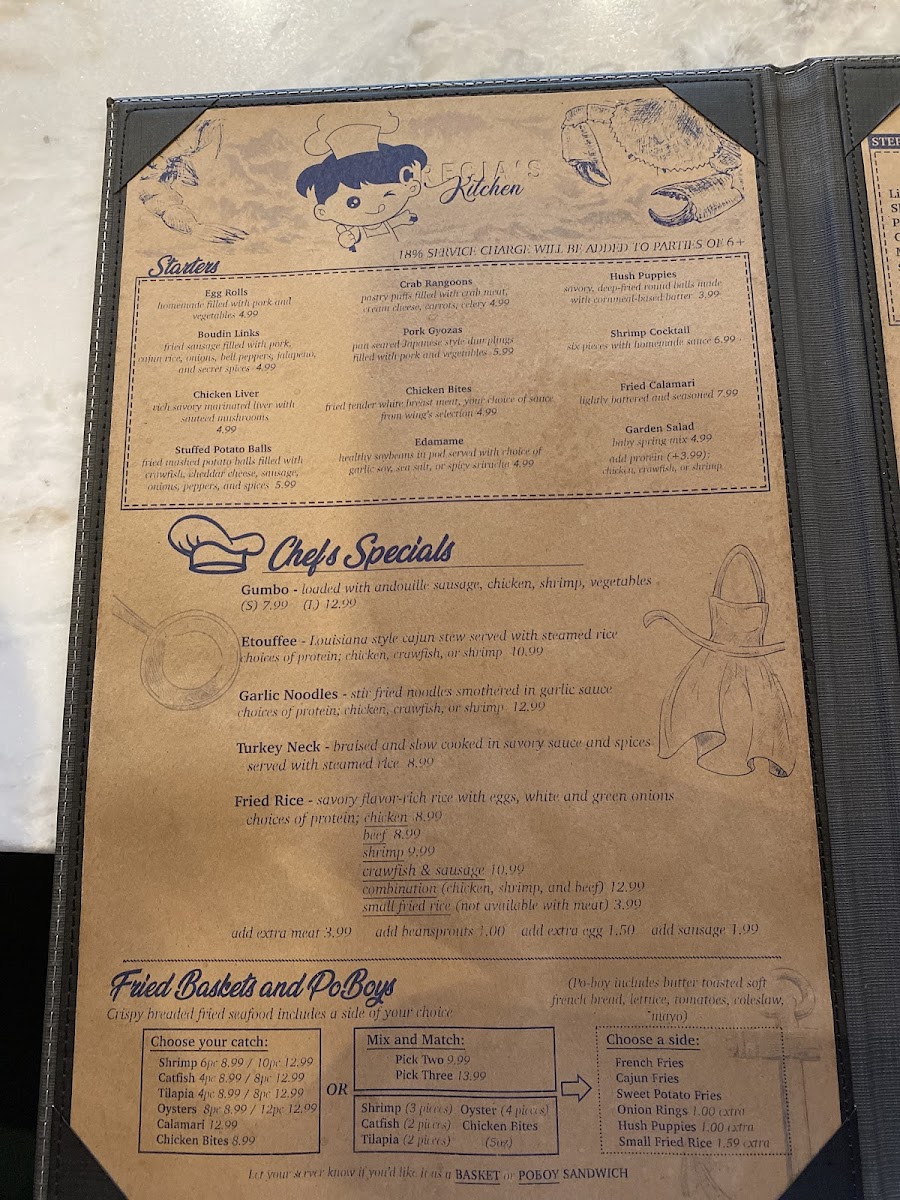 CRECIA'S
Kitchen
18% SERVICE CHARGE WILL BE ADDED TO PARTIES OF 6+
Starters
Egg Rolls
homemade filled with pork and
vegetables 4.99
Boudin Links
fried sausage filled with pork,
cajun rice, onions, bell peppers, jalapeno,
and secret spices 4.99
Chicken Liver
rich savory marinated liver with
sauteed mushrooms
4.99
Stuffed Potato Balls
fried mashed potato balls filled with
crawfish, cheddar cheese, sausage,
onions, peppers, and spices 5.99
Crab Rangoons
pastry puffs filled with crab meat,
cream cheese, carrots, celery 4.99
Pork Gyozas
pan seared Japanese style dumplings
filled with pork and vegetables 5.99
Chicken Bites
fried tender white breast meat, your choice of sauce
from wing's selection 4.99
Edamame
healthy soybeans in pod served with choice of
garlic soy, sea salt, or spicy sriracha 4.99
Hush Puppies
savory, deep-fried round balls made
with cornmeal-based batter 3.99
Shrimp Cocktail
six pieces with homemade sauce 6.99
Fried Calamari
lightly battered and seasoned 7.99
Garden Salad
baby spring mix 4.99
add protein (+3.99):
chicken, crawfish, or shrimp
Chef's Specials
Gumbo - loaded with andouille sausage, chicken, shrimp, vegetables
(S) 7.99 (L) 12.99
Etouffee - Louisiana style cajun stew served with steamed rice
choices of protein; chicken, crawfish, or shrimp 10.99
Garlic Noodles - stir fried noodles smothered in garlic sauce
choices of protein; chicken, crawfish, or shrimp 12.99
Turkey Neck - braised and slow cooked in savory sauce and spices
served with steamed rice 8.99
Fried Rice - savory flavor-rich rice with eggs, white and green onions
choices of protein; chicken 8.99
beef 8.99
shrimp 9.99
crawfish & sausage 10.99
combination (chicken, shrimp, and beef) 12.99
small fried rice (not available with meat) 3.99
add extra meat 3.99 add beansprouts 1.00 add extra egg 1.50 add sausage 1.99
Fried Baskets and PoBoys
Crispy breaded fried seafood includes a side of your choice
(Po-boy includes butter toasted soft
french bread, lettuce, tomatoes, coleslaw,
mayo)
Choose your catch:
Shrimp 6pc 8.99 / 10pc 12.99
Catfish 4pc 8.99 / 8pc 12.99
Tilapia 4pc 8.99 / 8pc 12.99
Oysters 8pc 8.99 / 12pc 12.99
Calamari 12.99
Chicken Bites 8.99
OR
Mix and Match:
Pick Two 9.99
Pick Three 13.99
Shrimp (3 pieces) Oyster (4 pieces)
Catfish (2 pieces) Chicken Bites
Tilapia (2 pieces) (5oz)
Choose a side:
French Fries
Cajun Fries
Sweet Potato Fries
Onion Rings 1.00 extra
Hush Puppies 1.00 extra
Small Fried Rice 1.59 extra
Let your server know if you'd like it as a BASKET or POBOY SANDWICH